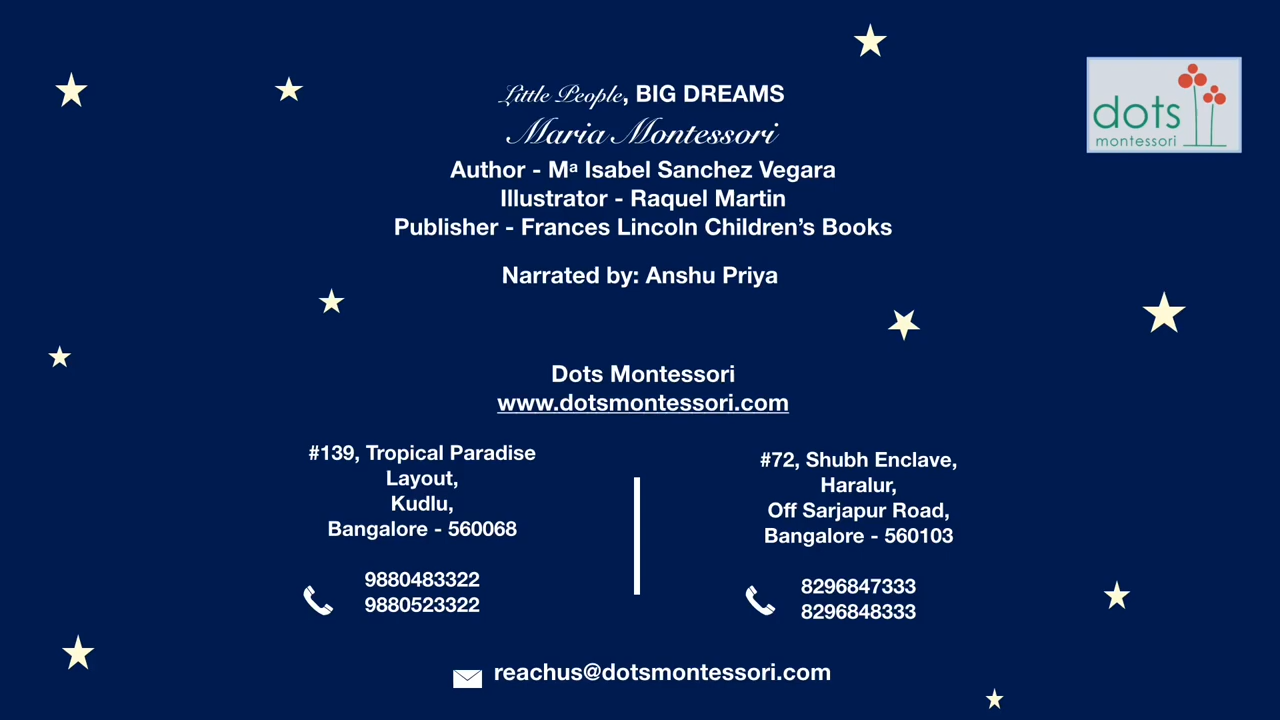 Little People, BIG DREAMS
Maria Montessori
Author - Mª Isabel Sanchez Vegara
Illustrator - Raquel Martin
Publisher - Frances Lincoln Children’s Books
Narrated by: Anshu Priya
dots
montessori
Dots Montessori
www.dotsmontessori.com
#139, Tropical Paradise
Layout,
Kudlu,
Bangalore - 560068
9880483322
9880523322
#72, Shubh Enclave,
Haralur,
Off Sarjapur Road,
Bangalore - 560103
8296847333
8296848333
reachus@dotsmontessori.com